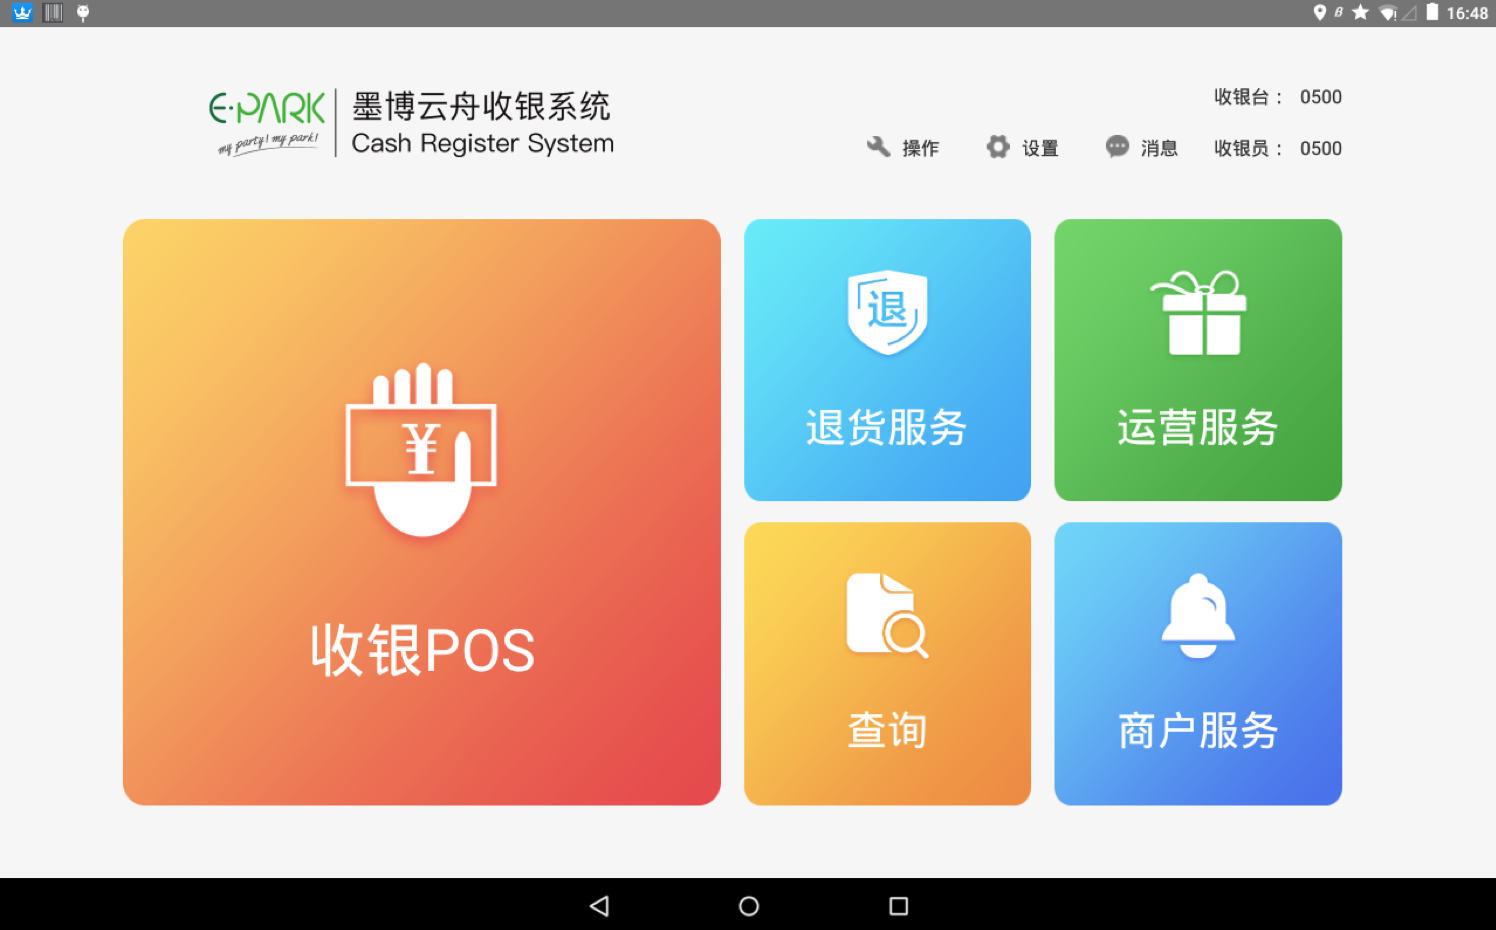 16:48
E·PARK
my party! my park!
墨博云舟收银系统
Cash Register System
收银台： 0500
操作 设置 消息 收银员： 0500
¥
收银POS
退
退货服务
运营服务
查询
商户服务